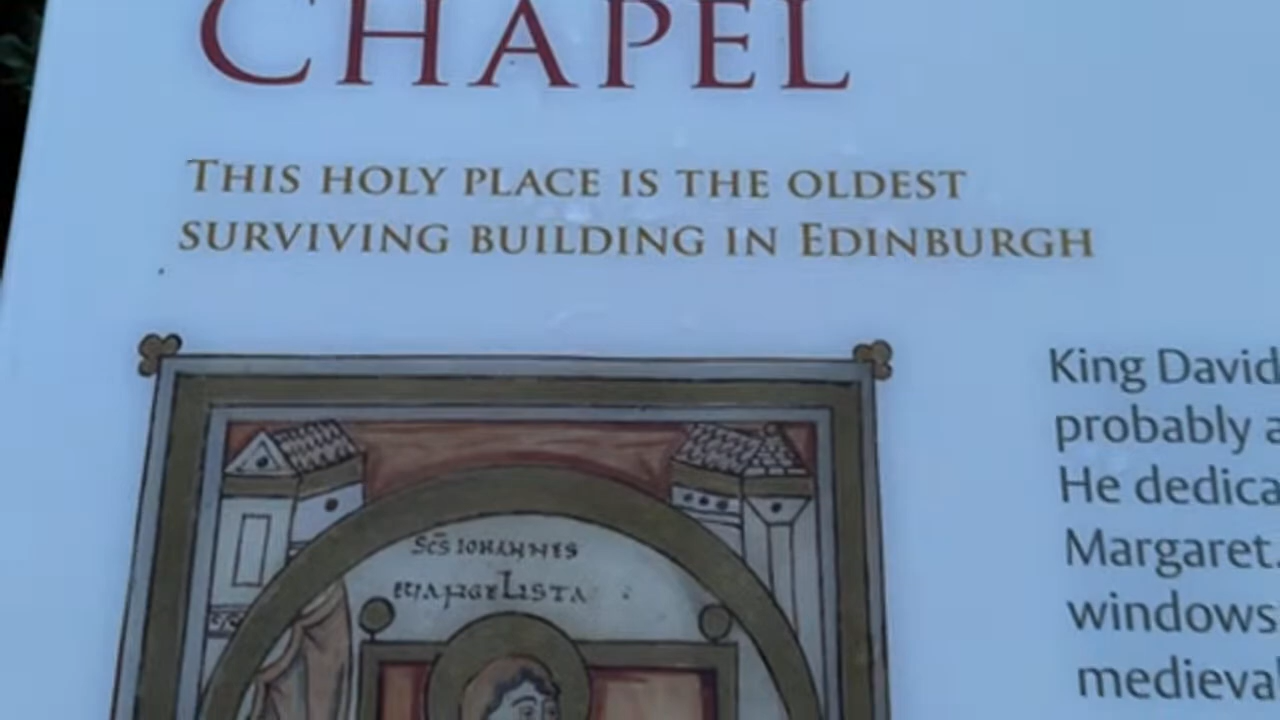 CHAPEL
THIS HOLY PLACE IS THE OLDEST
SURVIVING BUILDING IN EDINBURGH
King David
probably a
He dedica
Margaret.
windows
medieval
Scs IOHANNES
EUANGELISTA